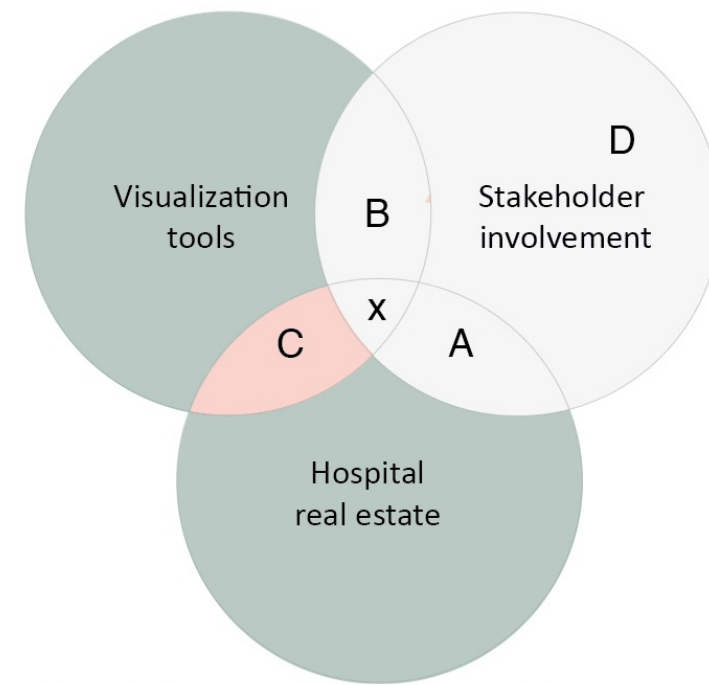 D
Visualization
tools
B
Stakeholder
involvement
x
C
A
Hospital
real estate